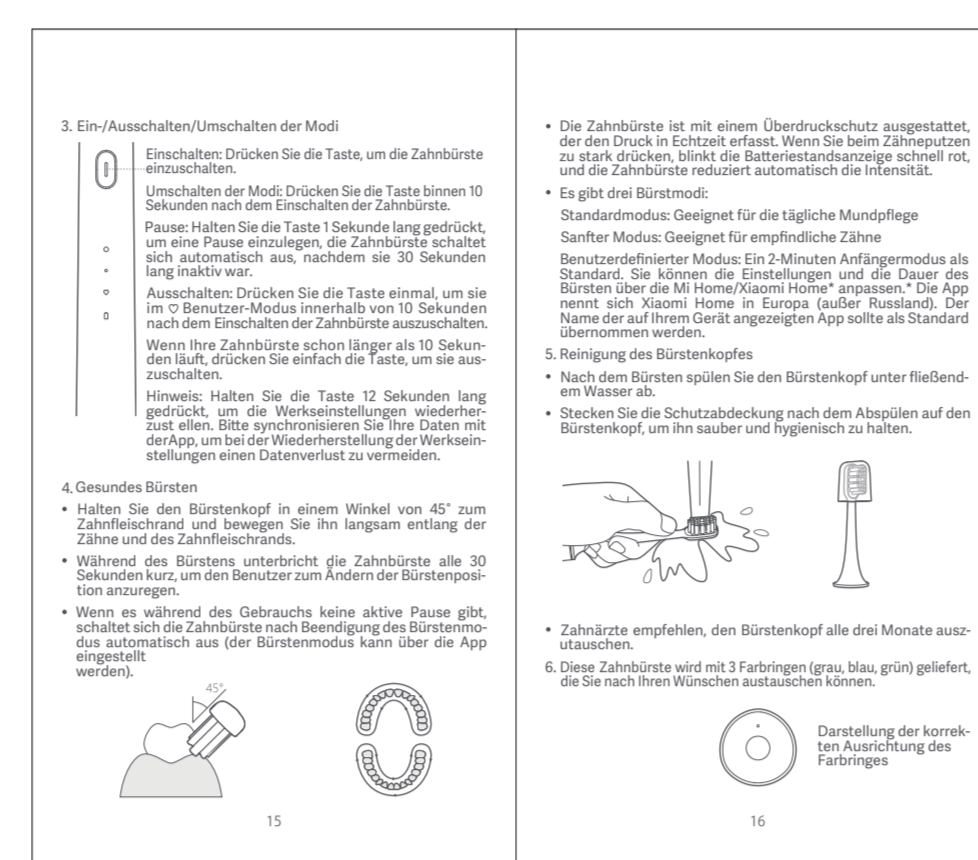 3. Ein-/Ausschalten/Umschalten der Modi
Einschalten: Drücken Sie die Taste, um die Zahnbürste
einzuschalten.
Umschalten der Modi: Drücken Sie die Taste binnen 10
Sekunden nach dem Einschalten der Zahnbürste.
Pause: Halten Sie die Taste 1 Sekunde lang gedrückt,
um eine Pause einzulegen, die Zahnbürste schaltet
sich automatisch aus, nachdem sie 30 Sekunden
lang inaktiv war.
Ausschalten: Drücken Sie die Taste einmal, um sie
im ♡ Benutzer-Modus innerhalb von 10 Sekunden
nach dem Einschalten der Zahnbürste auszuschalten.
Wenn Ihre Zahnbürste schon länger als 10 Sekun-
den läuft, drücken Sie einfach die Taste, um sie aus-
zuschalten.
Hinweis: Halten Sie die Taste 12 Sekunden lang
gedrückt, um die Werkseinstellungen wiederher-
zust ellen. Bitte synchronisieren Sie Ihre Daten mit
derApp, um bei der Wiederherstellung der Werksein-
stellungen einen Datenverlust zu vermeiden.
4. Gesundes Bürsten
• Halten Sie den Bürstenkopf in einem Winkel von 45° zum
Zahnfleischrand und bewegen Sie ihn langsam entlang der
Zähne und des Zahnfleischrands.
• Während des Bürstens unterbricht die Zahnbürste alle 30
Sekunden kurz, um den Benutzer zum Ändern der Bürstenposi-
tion anzuregen.
• Wenn es während des Gebrauchs keine aktive Pause gibt,
schaltet sich die Zahnbürste nach Beendigung des Bürstenmo-
dus automatisch aus (der Bürstenmodus kann über die App
eingestellt
werden).
45°
15
• Die Zahnbürste ist mit einem Überdruckschutz ausgestattet,
der den Druck in Echtzeit erfasst. Wenn Sie beim Zähneputzen
zu stark drücken, blinkt die Batteriestandsanzeige schnell rot,
und die Zahnbürste reduziert automatisch die Intensität.
• Es gibt drei Bürstmodi:
Standardmodus: Geeignet für die tägliche Mundpflege
Sanfter Modus: Geeignet für empfindliche Zähne
Benutzerdefinierter Modus: Ein 2-Minuten Anfängermodus als
Standard. Sie können die Einstellungen und die Dauer des
Bürsten über die Mi Home/Xiaomi Home* anpassen.* Die App
nennt sich Xiaomi Home in Europa (außer Russland). Der
Name der auf Ihrem Gerät angezeigten App sollte als Standard
übernommen werden.
5. Reinigung des Bürstenkopfes
• Nach dem Bürsten spülen Sie den Bürstenkopf unter fließend-
em Wasser ab.
• Stecken Sie die Schutzabdeckung nach dem Abspülen auf den
Bürstenkopf, um ihn sauber und hygienisch zu halten.
• Zahnärzte empfehlen, den Bürstenkopf alle drei Monate ausz-
utauschen.
6. Diese Zahnbürste wird mit 3 Farbringen (grau, blau, grün) geliefert,
die Sie nach Ihren Wünschen austauschen können.
Darstellung der korrek-
ten Ausrichtung des
Farbringes
16